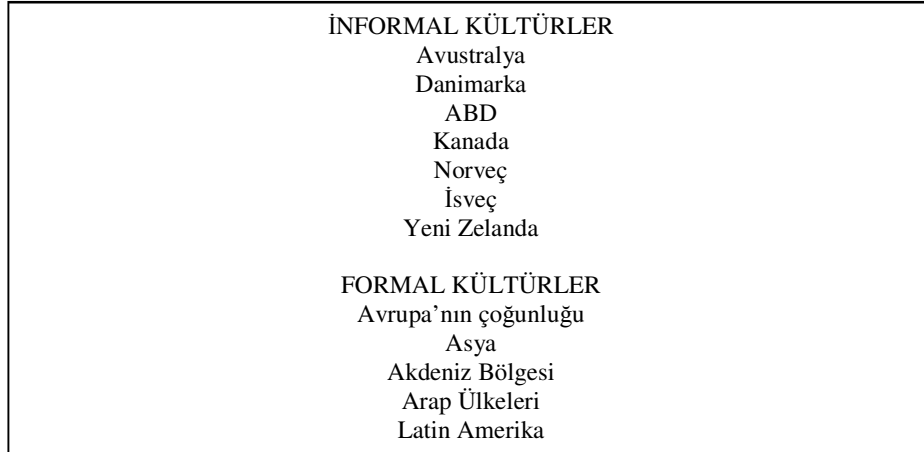 İNFORMAL KÜLTÜRLER
Avustralya
Danimarka
ABD
Kanada
Norveç
İsveç
Yeni Zelanda
FORMAL KÜLTÜRLER
Avrupa’nın çoğunluğu
Asya
Akdeniz Bölgesi
Arap Ülkeleri
Latin Amerika